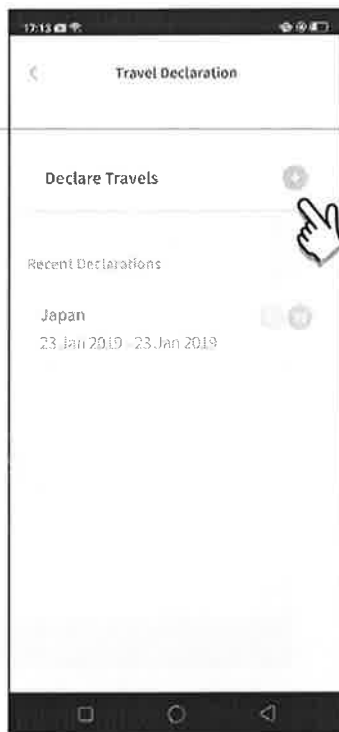 17:13
Travel Declaration
Declare Travels
Recent Declarations
Japan
23 Jan 2019 - 23 Jan 2019